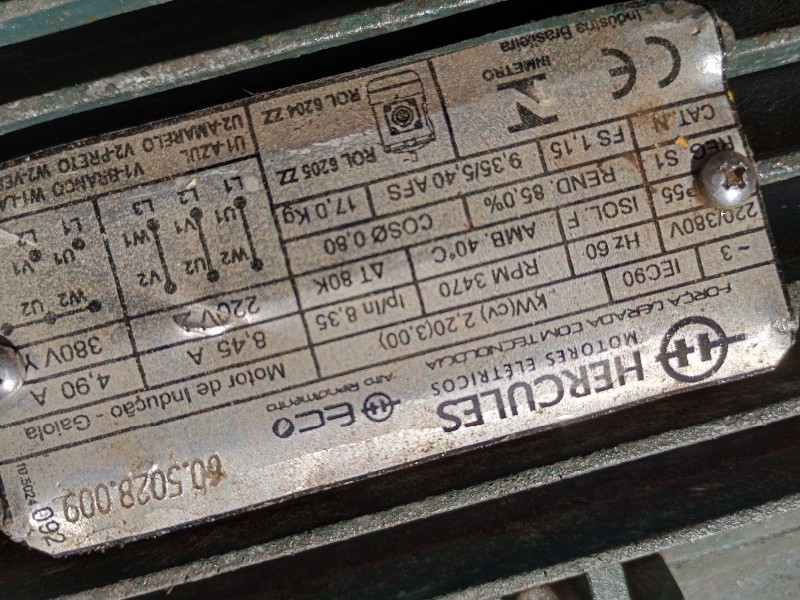 60.5028.009
no.5024 092
HERCULES
MOTORES ELÉTRICOS
FORÇA GERADA COM TECNOLOGIA
ECO
Alto Rendimento
Motor de Indução - Gaiola
~ 3 IEC90 KW(cv) 2,20(3,00) 8,45 A 4,90 A
220/380V Hz 60 RPM 3470 Ip/In 8.35 220V 380V Y
IP55 ISOL. F AMB. 40°C ΔT 80K
REG S1 REND. 85,0% COSØ 0.80
CAT.N FS 1,15 9.35/5.40 AFS 17,0 Kg
W2 U2 V2 W2 U2
U1 V1 W1 U1 V1
L1 L2 L3 L1 L2
CE
BIMETRO
Indústria Brasileira
ROL 6205 ZZ
ROL 6204 ZZ
U1-AZUL
V1-BRANCO
U2-AMARELO V2-PRETO